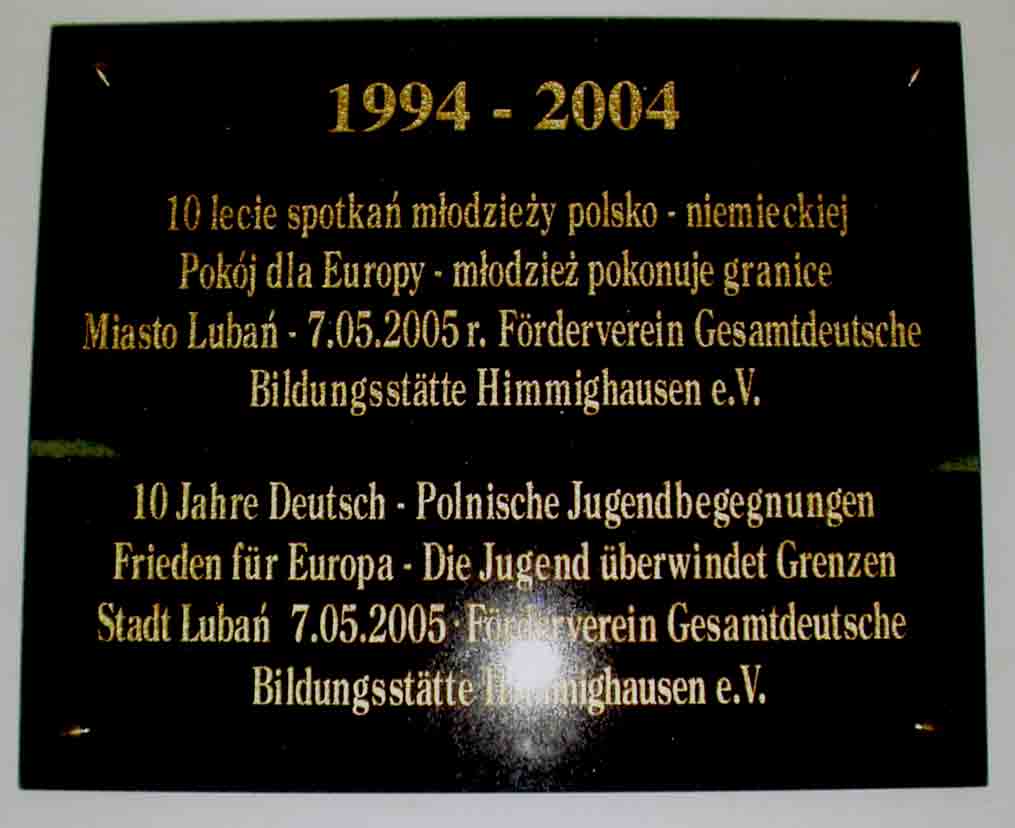 1994 - 2004
10 lecie spotkań młodzieży polsko - niemieckiej
Pokój dla Europy - młodzież pokonuje granice
Miasto Lubań - 7.05.2005 r. Förderverein Gesamtdeutsche
Bildungsstätte Himmighausen e.V.
10 Jahre Deutsch - Polnische Jugendbegegnungen
Frieden für Europa - Die Jugend überwindet Grenzen
Stadt Lubań 7.05.2005 - Förderverein Gesamtdeutsche
Bildungsstätte Himmighausen e.V.